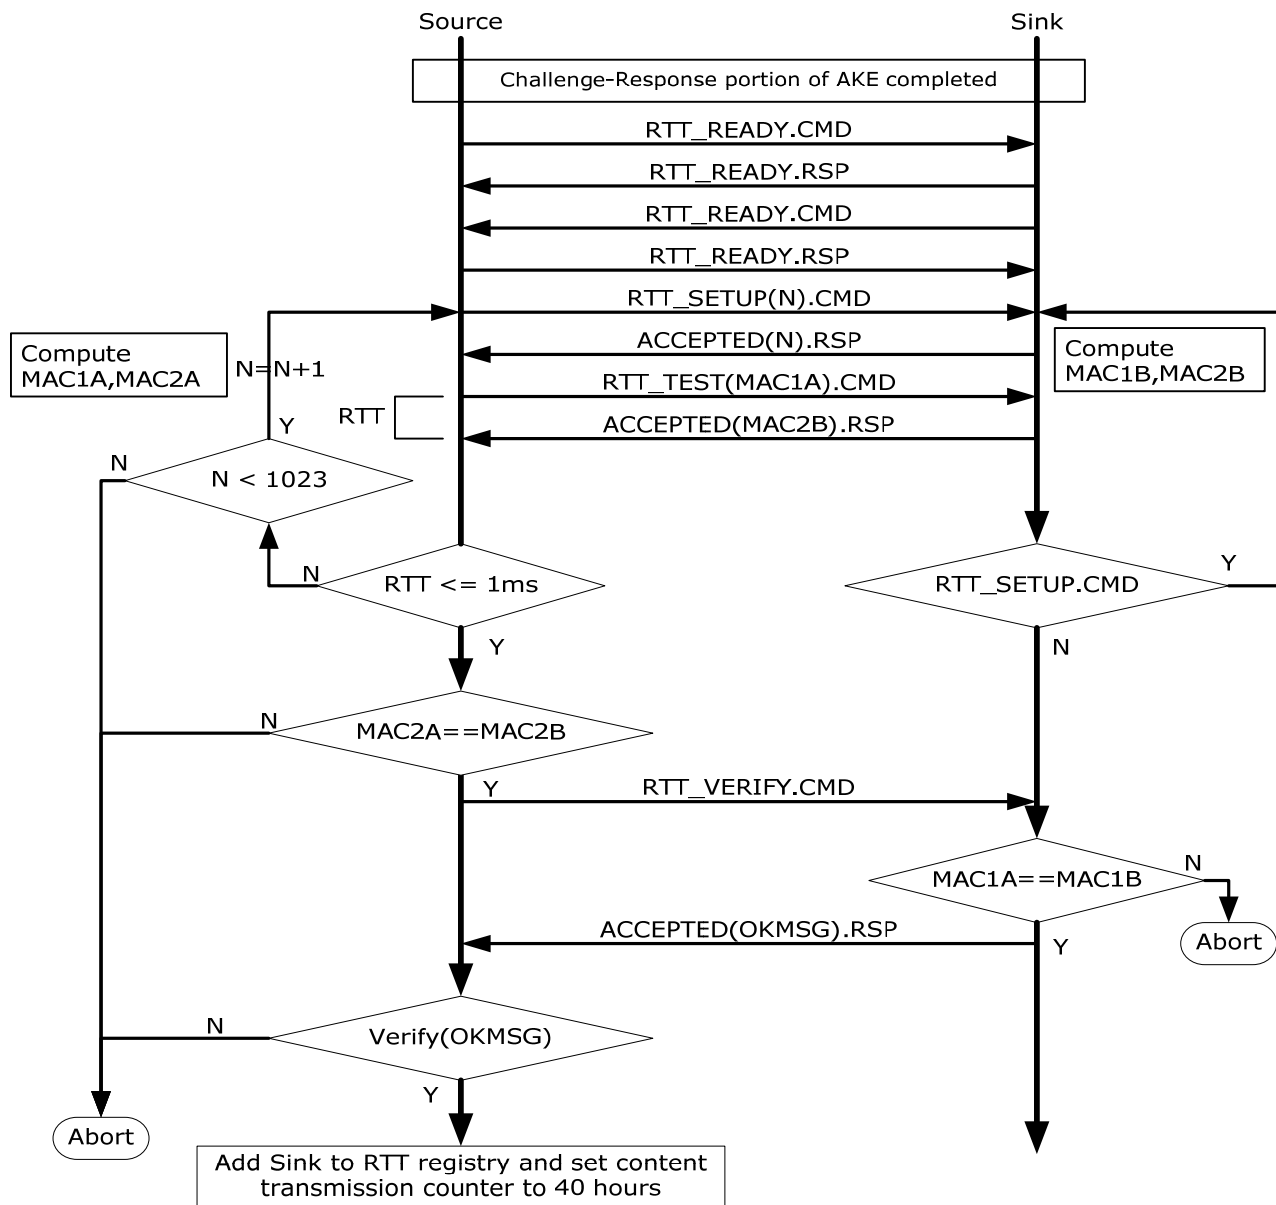 Source
Sink
Challenge-Response portion of AKE completed
RTT_READY.CMD
RTT_READY.RSP
RTT_READY.CMD
RTT_READY.RSP
RTT_SETUP(N).CMD
Compute
MAC1A,MAC2A
N=N+1
ACCEPTED(N).RSP
Compute
MAC1B,MAC2B
RTT_TEST(MAC1A).CMD
RTT
ACCEPTED(MAC2B).RSP
Y
N
N < 1023
N
RTT <= 1ms
RTT_SETUP.CMD
Y
Y
N
N
MAC2A==MAC2B
Y
RTT_VERIFY.CMD
MAC1A==MAC1B
N
ACCEPTED(OKMSG).RSP
Y
Abort
N
Verify(OKMSG)
Y
Abort
Add Sink to RTT registry and set content
transmission counter to 40 hours